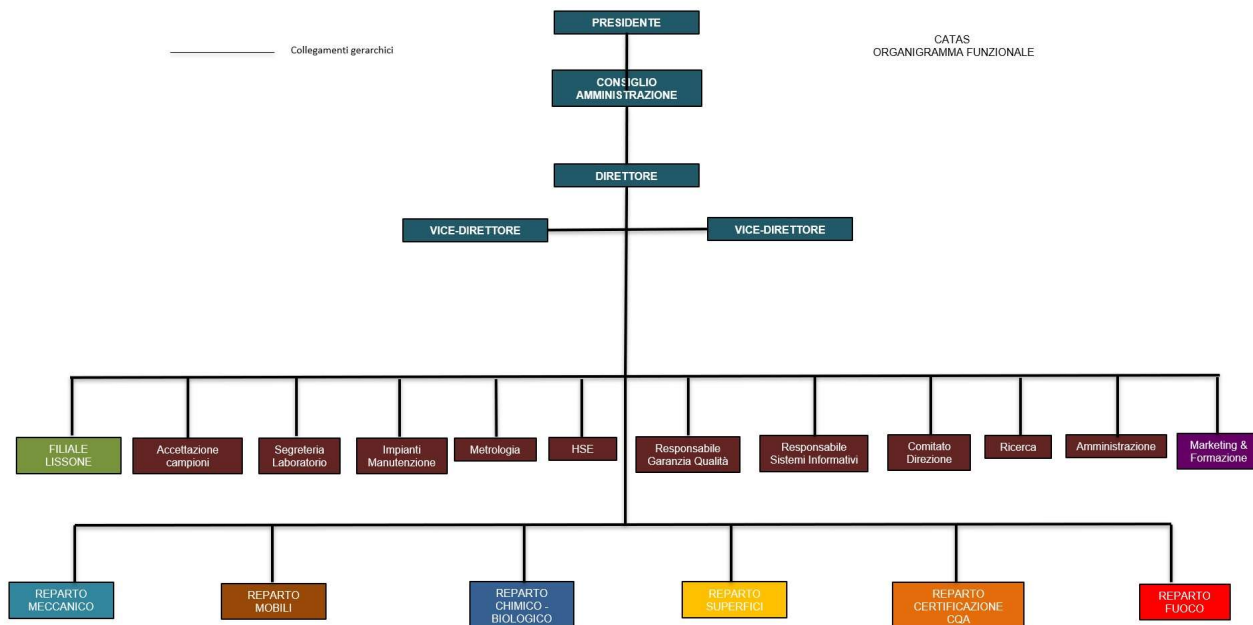 PRESIDENTE
Collegamenti gerarchici
CATAS
ORGANIGRAMMA FUNZIONALE
CONSIGLIO
AMMINISTRAZIONE
DIRETTORE
VICE-DIRETTORE
VICE-DIRETTORE
FILIALE
LISSONE
Accettazione
campioni
Segreteria
Laboratorio
Impianti
Manutenzione
Metrologia
HSE
Responsabile
Garanzia Qualità
Responsabile
Sistemi Informativi
Comitato
Direzione
Ricerca
Amministrazione
Marketing &
Formazione
REPARTO
MECCANICO
REPARTO
MOBILI
REPARTO
CHIMICO -
BIOLOGICO
REPARTO
SUPERFICI
REPARTO
CERTIFICAZIONE
CQA
REPARTO
FUOCO